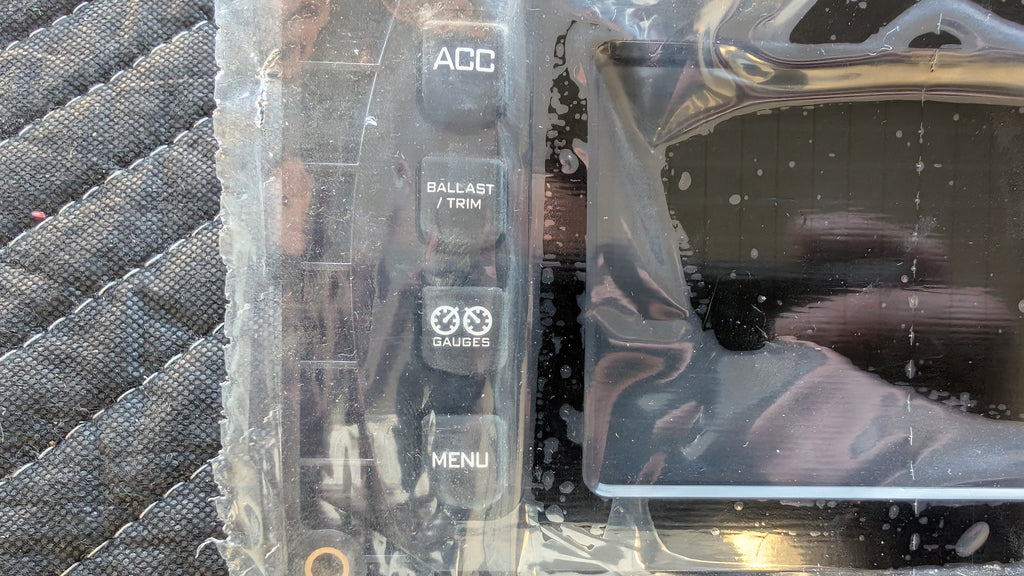 ACC
BALLAST
/ TRIM
GAUGES
MENU